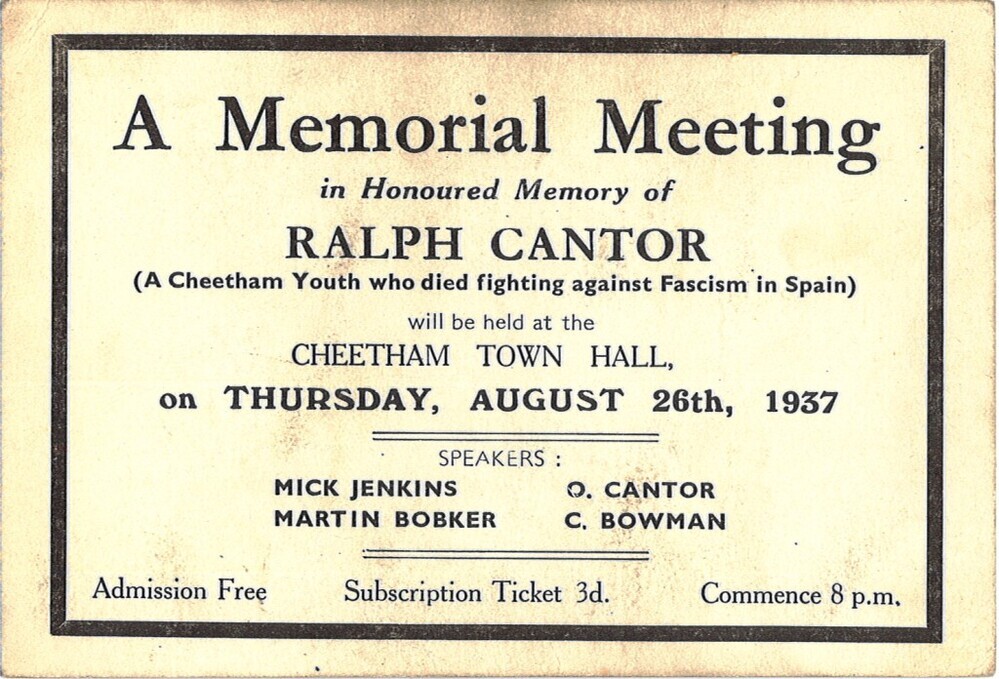 A Memorial Meeting
in Honoured Memory of
RALPH CANTOR
(A Cheetham Youth who died fighting against Fascism in Spain)
will be held at the
CHEETHAM TOWN HALL,
on THURSDAY, AUGUST 26th, 1937
SPEAKERS :
MICK JENKINS O. CANTOR
MARTIN BOBKER C. BOWMAN
Admission Free Subscription Ticket 3d. Commence 8 p.m.